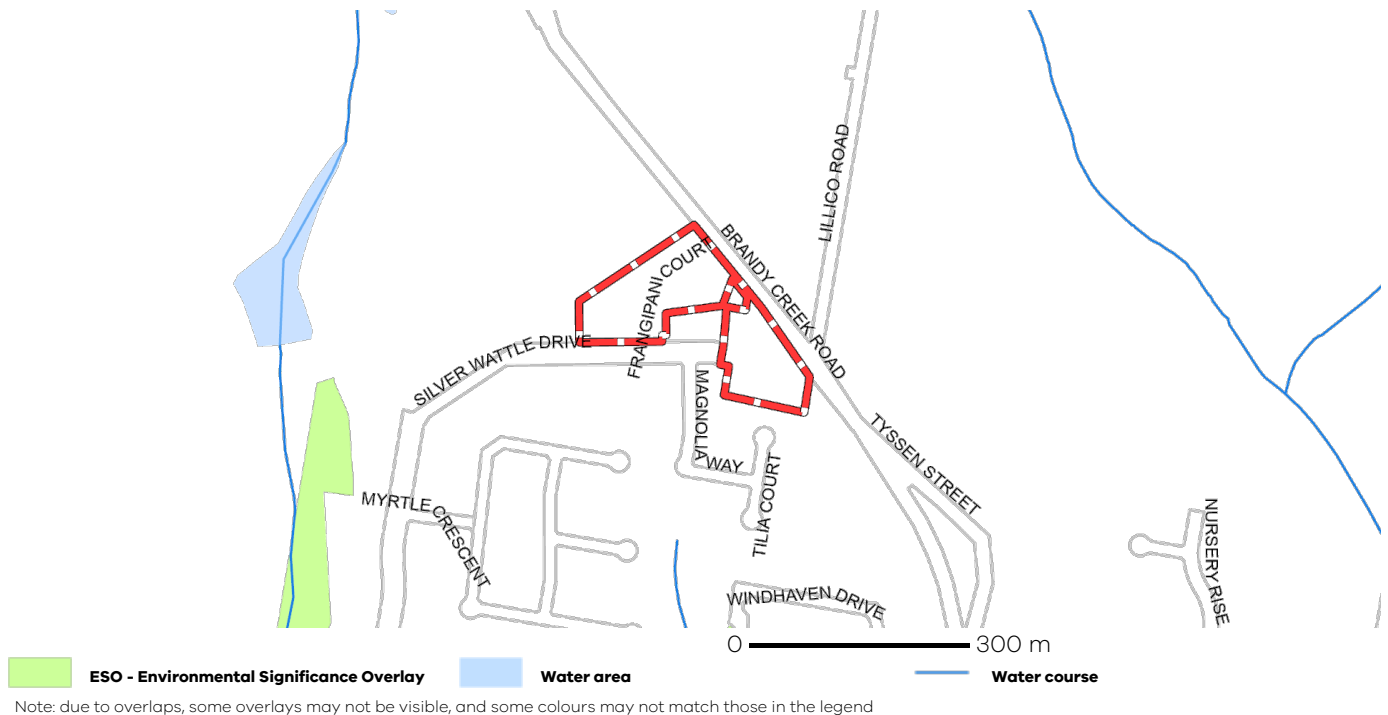 LILLICO ROAD
BRANDY CREEK ROAD
FRANGIPANI COURT
SILVER WATTLE DRIVE
MAGNOLIA
WAY
TYSSEN STREET
TILIA COURT
MYRTLE
CRESCENT
NURSERY RISE
WINDHAVEN DRIVE
0 300 m
ESO - Environmental Significance Overlay Water area Water course
Note: due to overlaps, some overlays may not be visible, and some colours may not match those in the legend